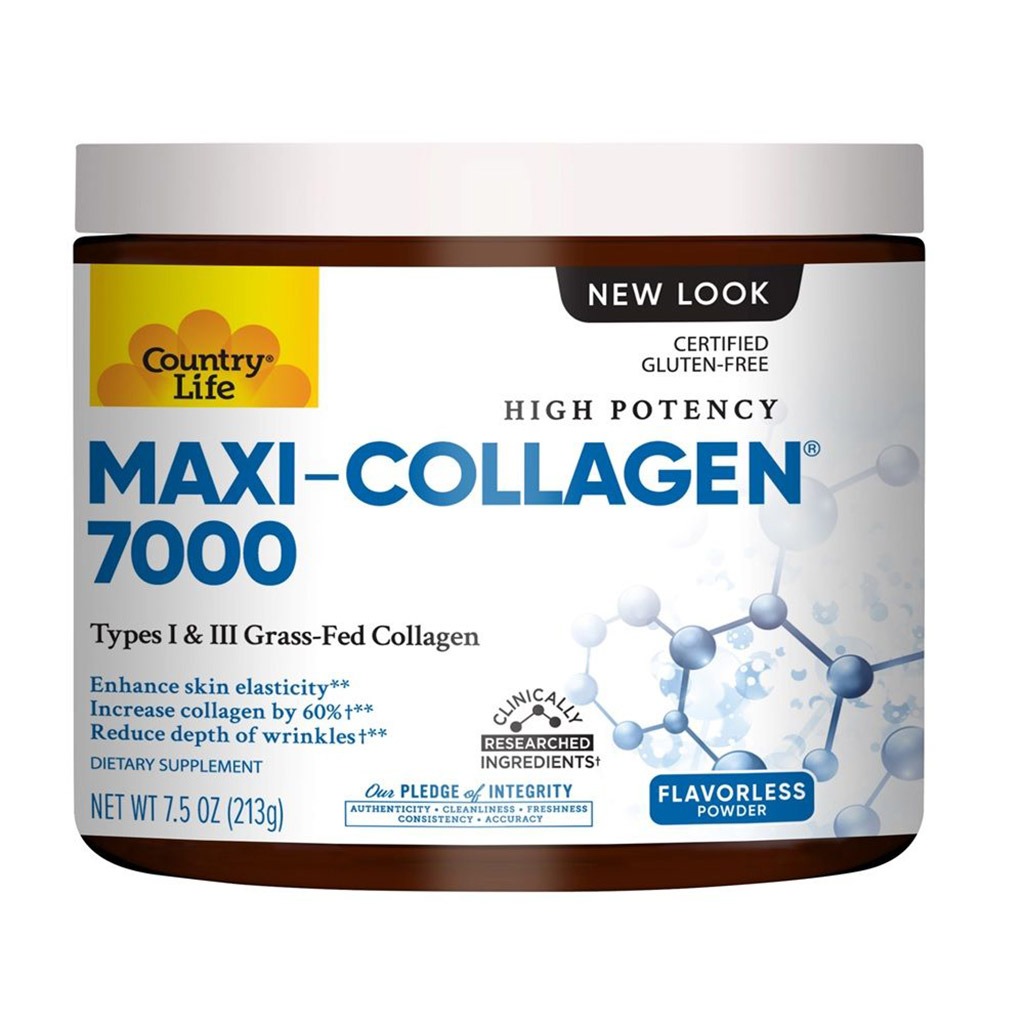 Country®
Life
NEW LOOK
CERTIFIED
GLUTEN-FREE
HIGH POTENCY
MAXI-COLLAGEN®
7000
Types I & III Grass-Fed Collagen
Enhance skin elasticity**
Increase collagen by 60%†**
Reduce depth of wrinkles†**
DIETARY SUPPLEMENT
NET WT 7.5 OZ (213g)
CLINICALLY
RESEARCHED
INGREDIENTS†
Our PLEDGE of INTEGRITY
AUTHENTICITY • CLEANLINESS • FRESHNESS
CONSISTENCY • ACCURACY
FLAVORLESS
POWDER